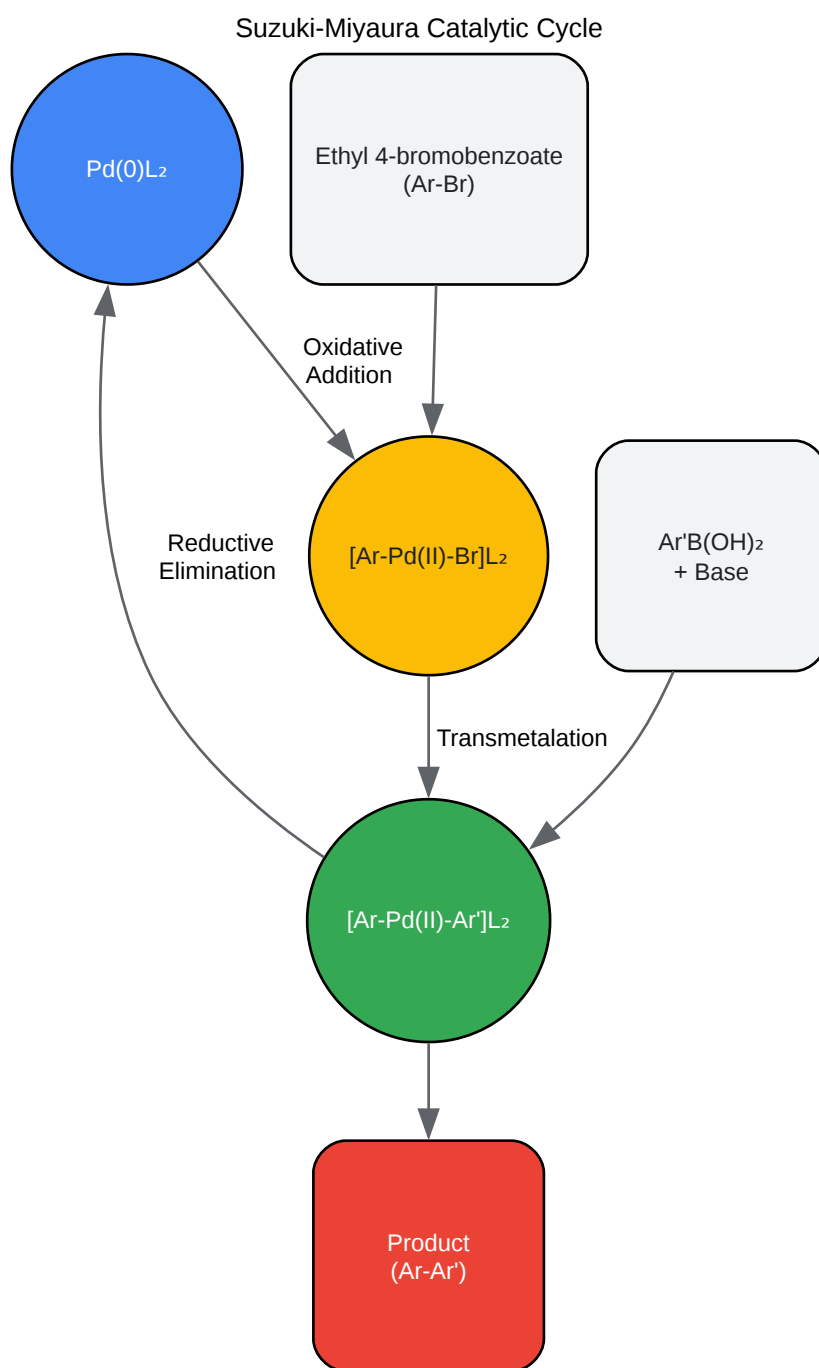 Suzuki-Miyaura Catalytic Cycle
Pd(0)L₂
Ethyl 4-bromobenzoate
(Ar-Br)
Oxidative
Addition
Reductive
Elimination
[Ar-Pd(II)-Br]L₂
Ar'B(OH)₂
+ Base
Transmetalation
[Ar-Pd(II)-Ar']L₂
Product
(Ar-Ar')